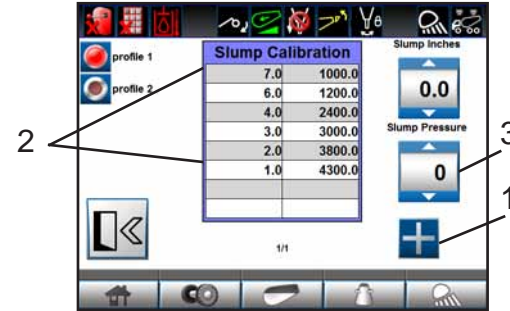 profile 1
profile 2
Slump Calibration
7.0 1000.0
6.0 1200.0
4.0 2400.0
3.0 3000.0
2.0 3800.0
1.0 4300.0
1/1
Slump Inches
0.0
Slump Pressure
0
2
3
1